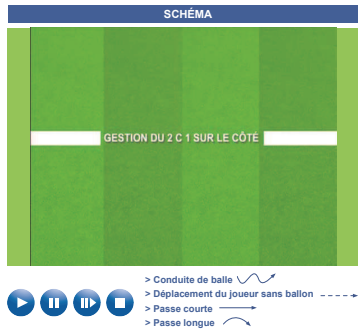 SCHÉMA
GESTION DU 2 C 1 SUR LE CÔTÉ
> Conduite de balle
> Déplacement du joueur sans ballon
> Passe courte
> Passe longue